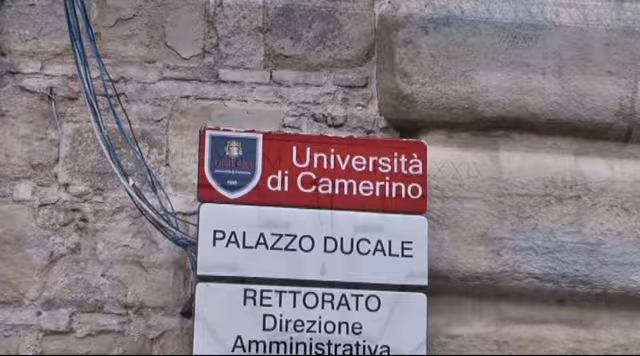 Università
di Camerino
PALAZZO DUCALE
RETTORATO
Direzione
Amministrativa